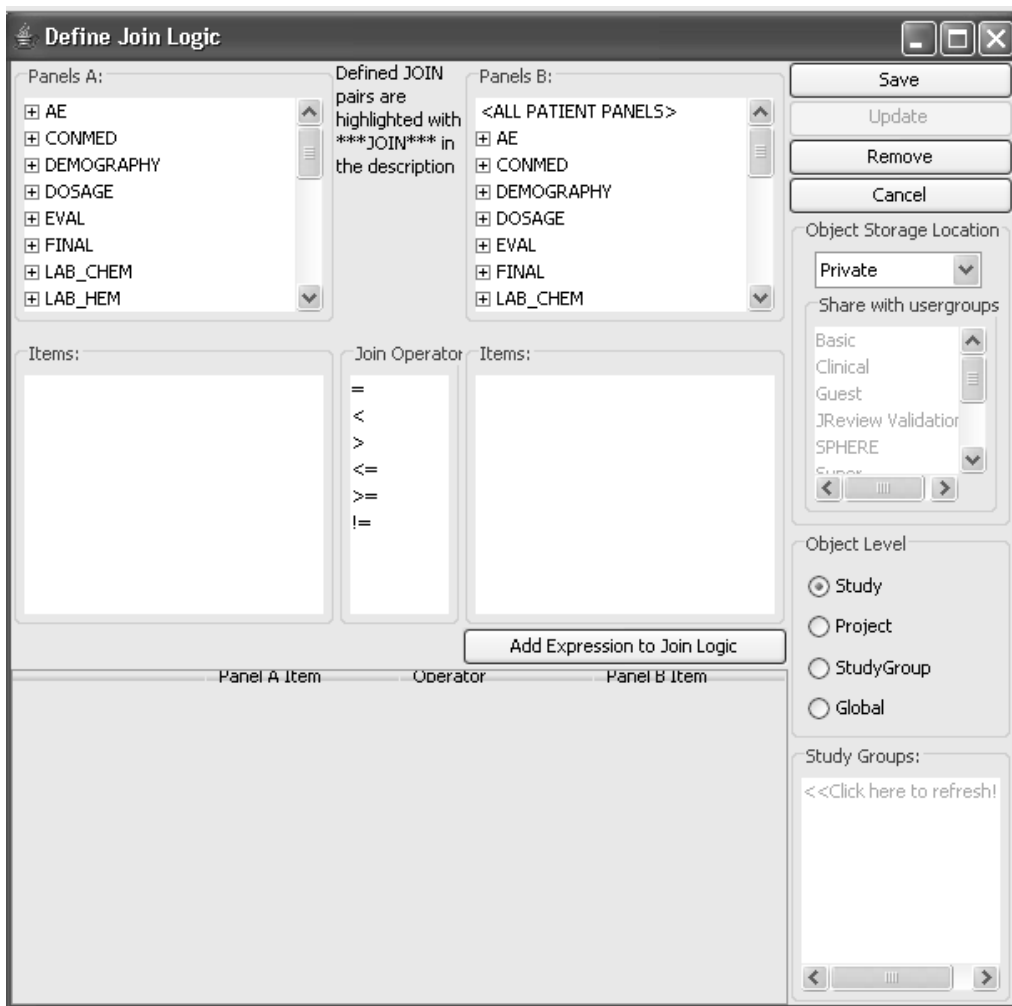 Define Join Logic
Panels A:
AE
CONMED
DEMOGRAPHY
DOSAGE
EVAL
FINAL
LAB_CHEM
LAB_HEM
Defined JOIN
pairs are
highlighted with
***JOIN*** in
the description
Panels B:
<ALL PATIENT PANELS>
AE
CONMED
DEMOGRAPHY
DOSAGE
EVAL
FINAL
LAB_CHEM
Save
Update
Remove
Cancel
Object Storage Location
Private
Share with usergroups
Basic
Clinical
Guest
JReview Validation
SPHERE
Super
Items:
Join Operator
=
<
>
<=
>=
!=
Items:
Add Expression to Join Logic
Panel A Item Operator Panel B Item
Object Level
Study
Project
StudyGroup
Global
Study Groups:
<<Click here to refresh!